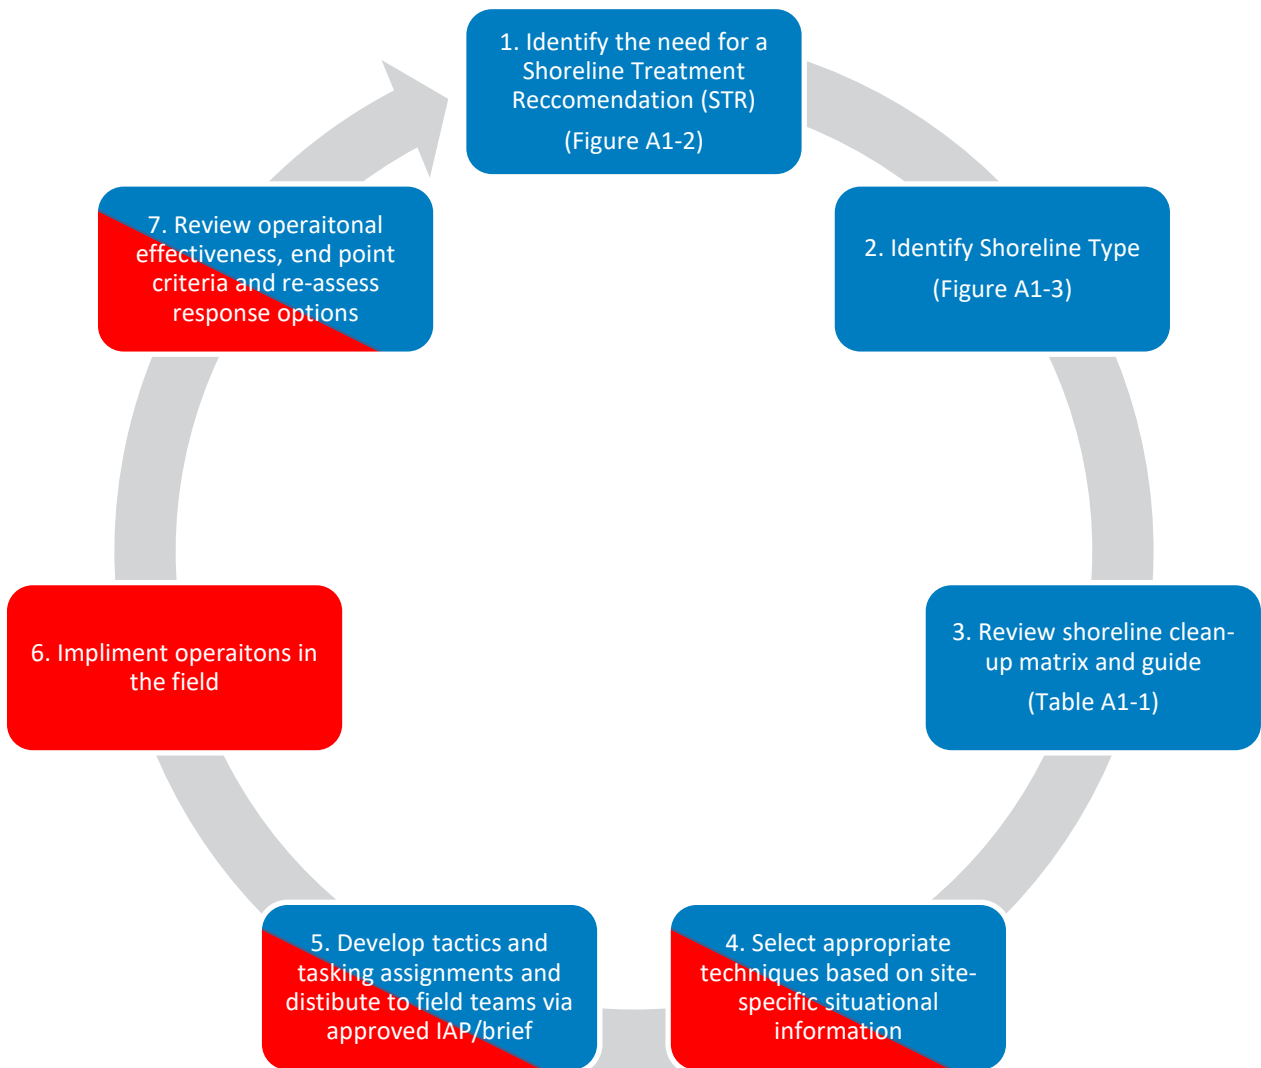 1. Identify the need for a
Shoreline Treatment
Reccomendation (STR)
(Figure A1-2)
2. Identify Shoreline Type
(Figure A1-3)
3. Review shoreline clean-
up matrix and guide
(Table A1-1)
4. Select appropriate
techniques based on site-
specific situational
information
5. Develop tactics and
tasking assignments and
distibute to field teams via
approved IAP/brief
6. Impliment operaitons in
the field
7. Review operaitonal
effectiveness, end point
criteria and re-assess
response options